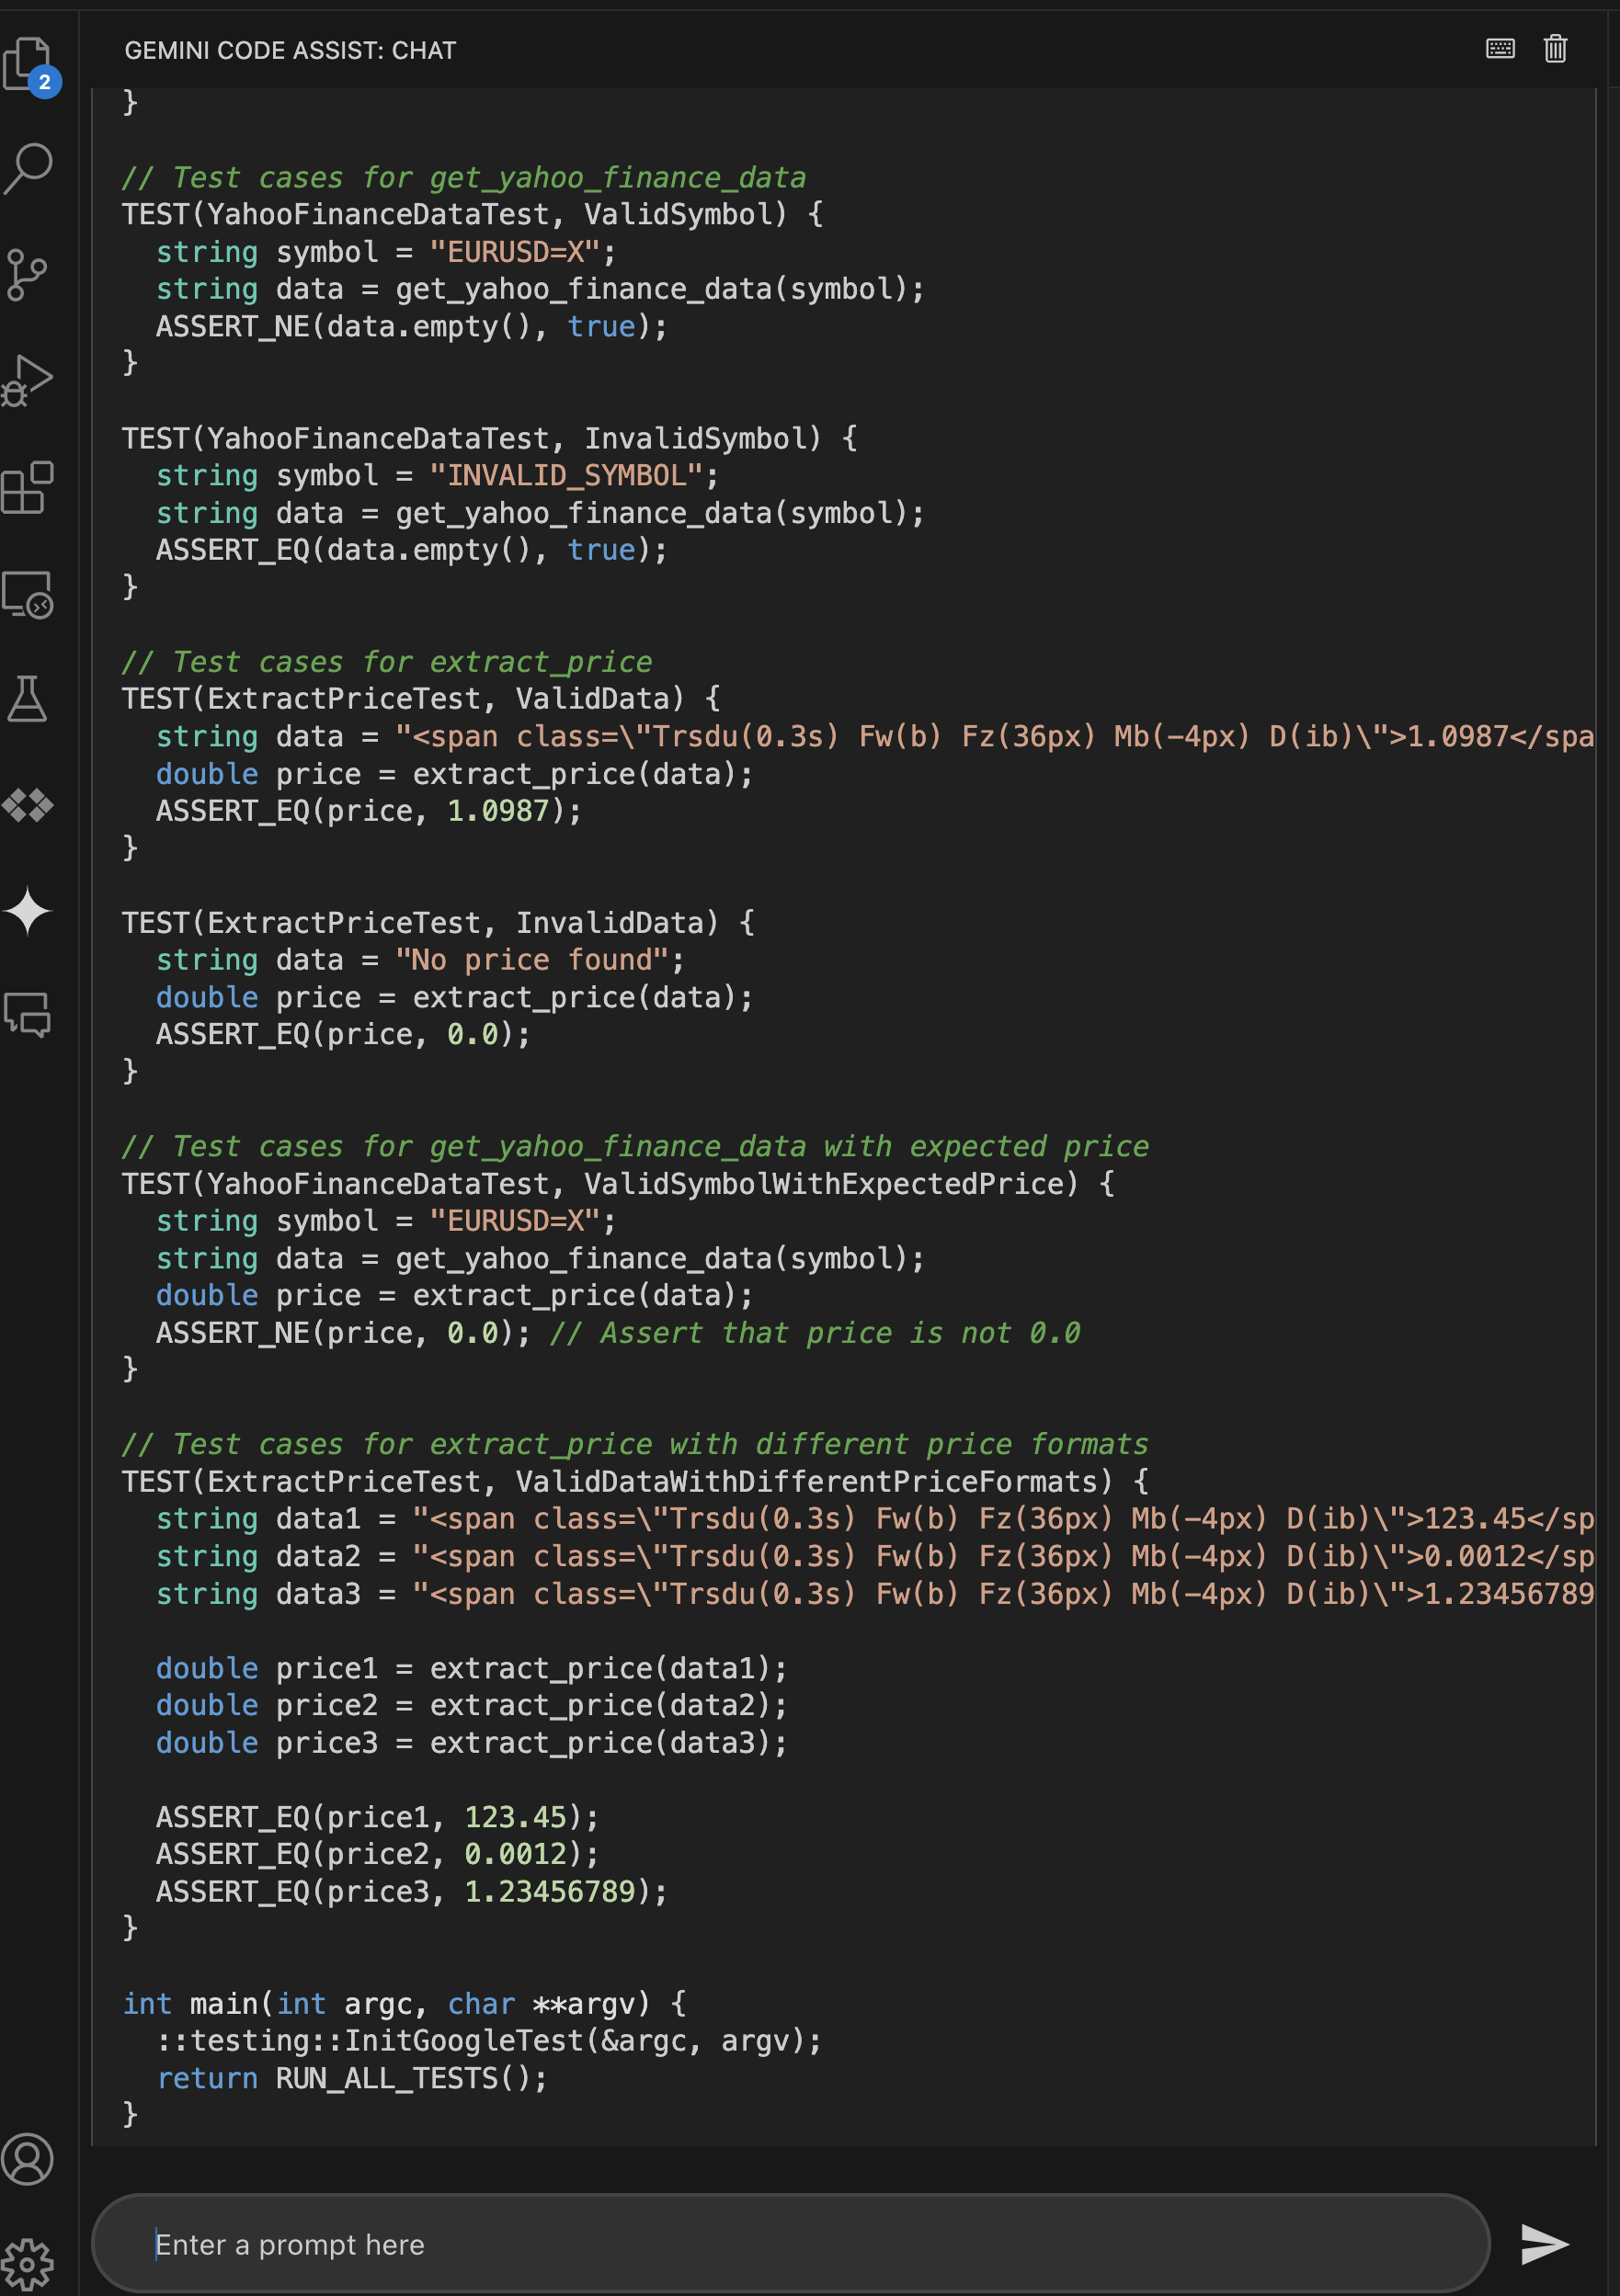 GEMINI CODE ASSIST: CHAT
2
}
// Test cases for get_yahoo_finance_data
TEST(YahooFinanceDataTest, ValidSymbol) {
  string symbol = "EURUSD=X";
  string data = get_yahoo_finance_data(symbol);
  ASSERT_NE(data.empty(), true);
}
TEST(YahooFinanceDataTest, InvalidSymbol) {
  string symbol = "INVALID_SYMBOL";
  string data = get_yahoo_finance_data(symbol);
  ASSERT_EQ(data.empty(), true);
}
// Test cases for extract_price
TEST(ExtractPriceTest, ValidData) {
  string data = "<span class=\"Trsdu(0.3s) Fw(b) Fz(36px) Mb(-4px) D(ib)\">1.0987</spa
  double price = extract_price(data);
  ASSERT_EQ(price, 1.0987);
}
TEST(ExtractPriceTest, InvalidData) {
  string data = "No price found";
  double price = extract_price(data);
  ASSERT_EQ(price, 0.0);
}
// Test cases for get_yahoo_finance_data with expected price
TEST(YahooFinanceDataTest, ValidSymbolWithExpectedPrice) {
  string symbol = "EURUSD=X";
  string data = get_yahoo_finance_data(symbol);
  double price = extract_price(data);
  ASSERT_NE(price, 0.0); // Assert that price is not 0.0
}
// Test cases for extract_price with different price formats
TEST(ExtractPriceTest, ValidDataWithDifferentPriceFormats) {
  string data1 = "<span class=\"Trsdu(0.3s) Fw(b) Fz(36px) Mb(-4px) D(ib)\">123.45</sp
  string data2 = "<span class=\"Trsdu(0.3s) Fw(b) Fz(36px) Mb(-4px) D(ib)\">0.0012</sp
  string data3 = "<span class=\"Trsdu(0.3s) Fw(b) Fz(36px) Mb(-4px) D(ib)\">1.23456789
  double price1 = extract_price(data1);
  double price2 = extract_price(data2);
  double price3 = extract_price(data3);
  ASSERT_EQ(price1, 123.45);
  ASSERT_EQ(price2, 0.0012);
  ASSERT_EQ(price3, 1.23456789);
}
int main(int argc, char **argv) {
  ::testing::InitGoogleTest(&argc, argv);
  return RUN_ALL_TESTS();
}
Enter a prompt here